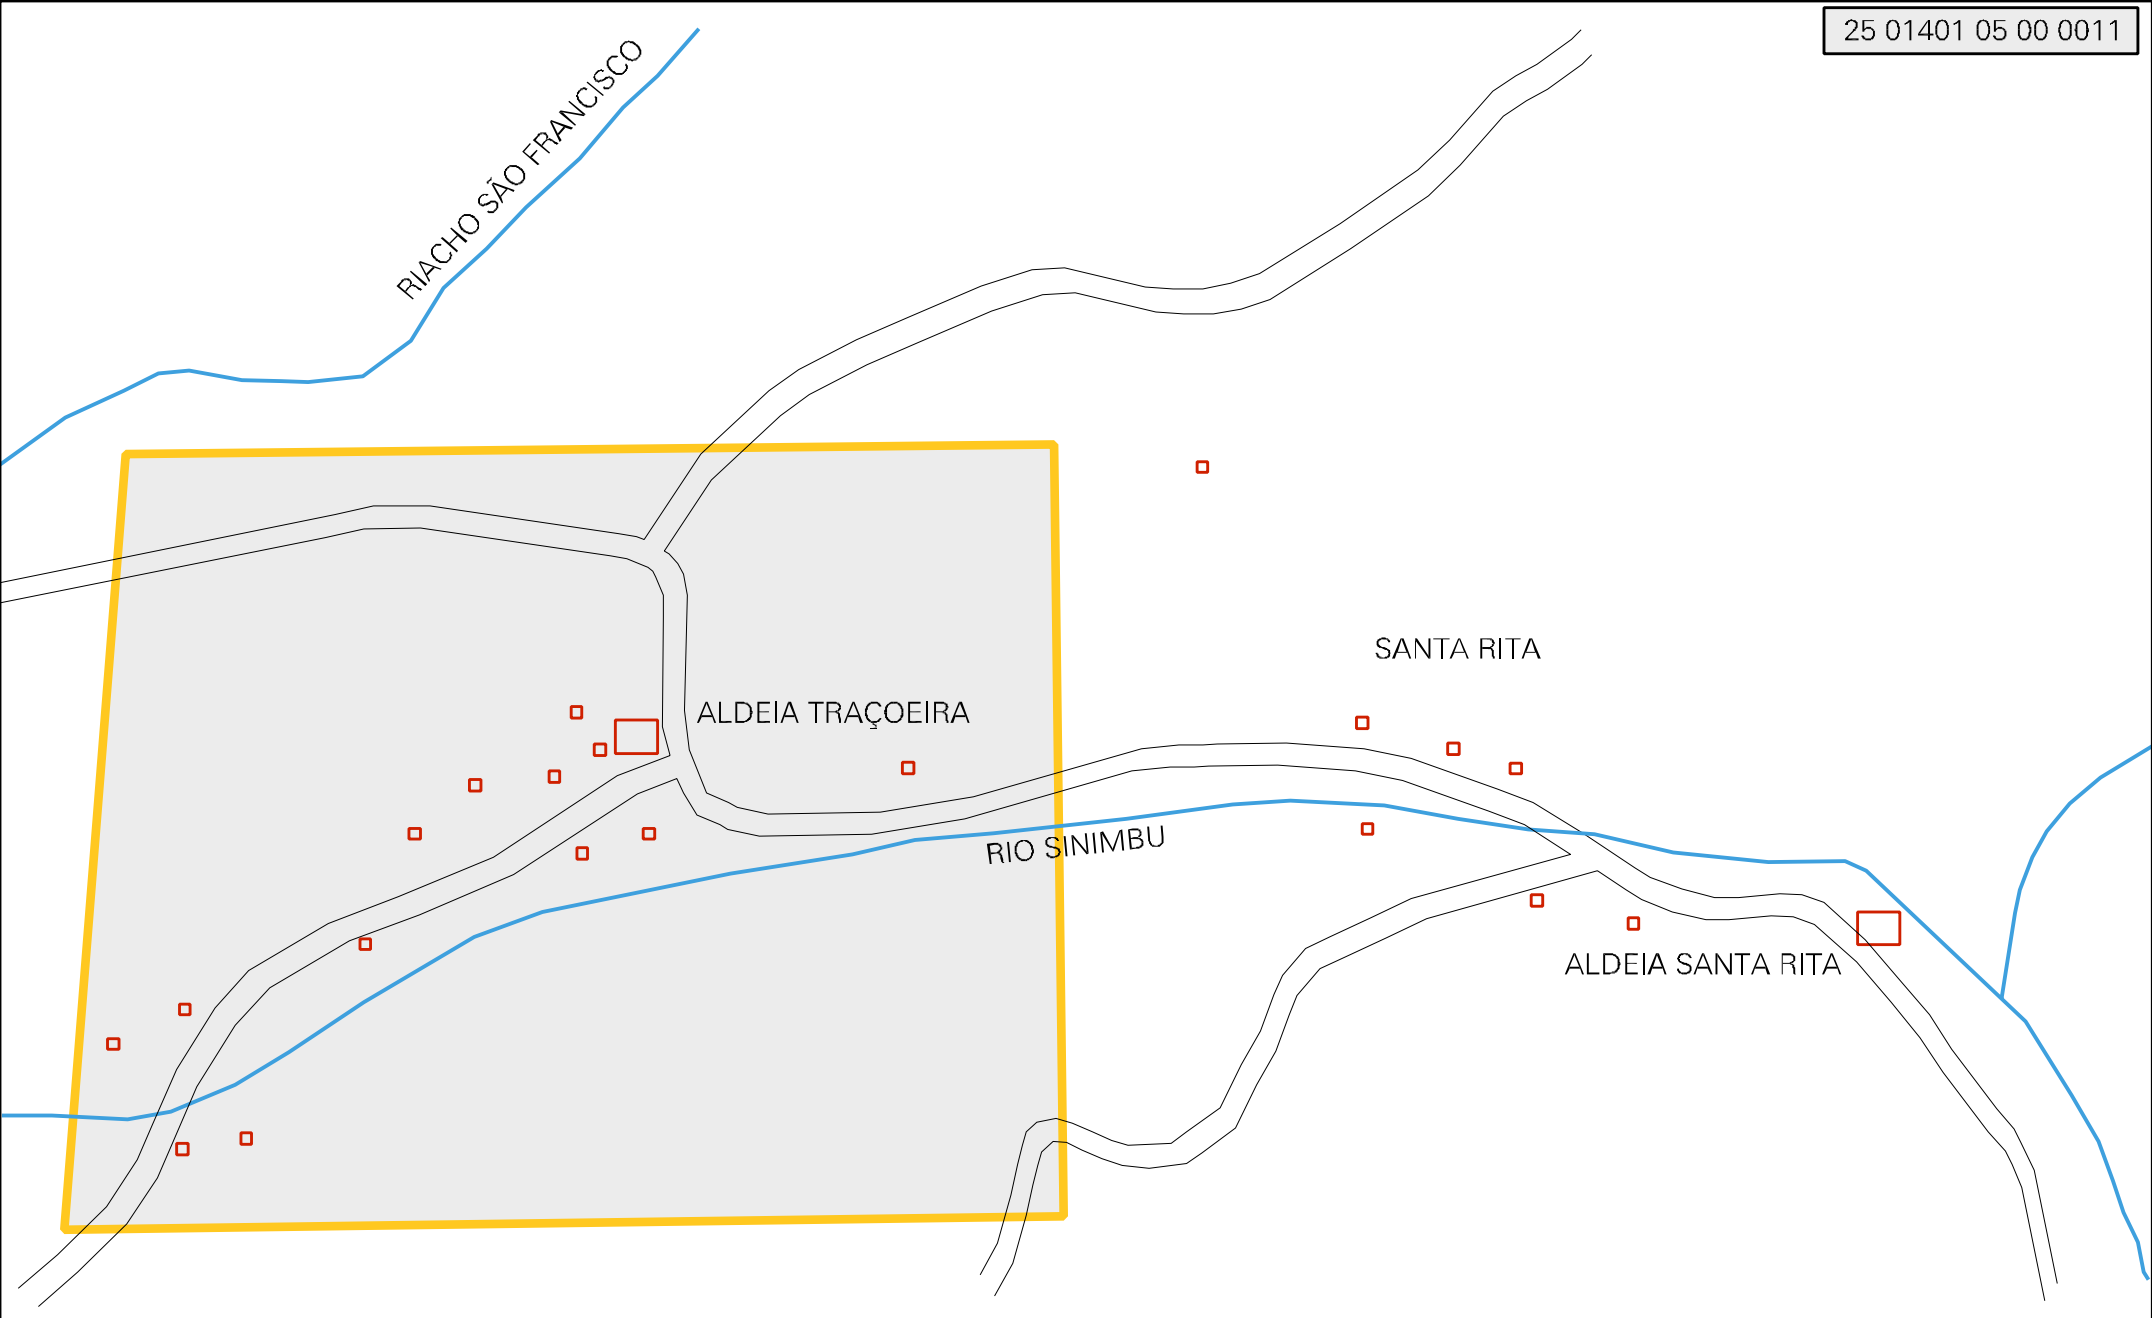 25 01401 05 00 0011
RIACHO SÃO FRANCISCO
SANTA RITA
ALDEIA TRAÇOEIRA
RIO SINIMBU
ALDEIA SANTA RITA